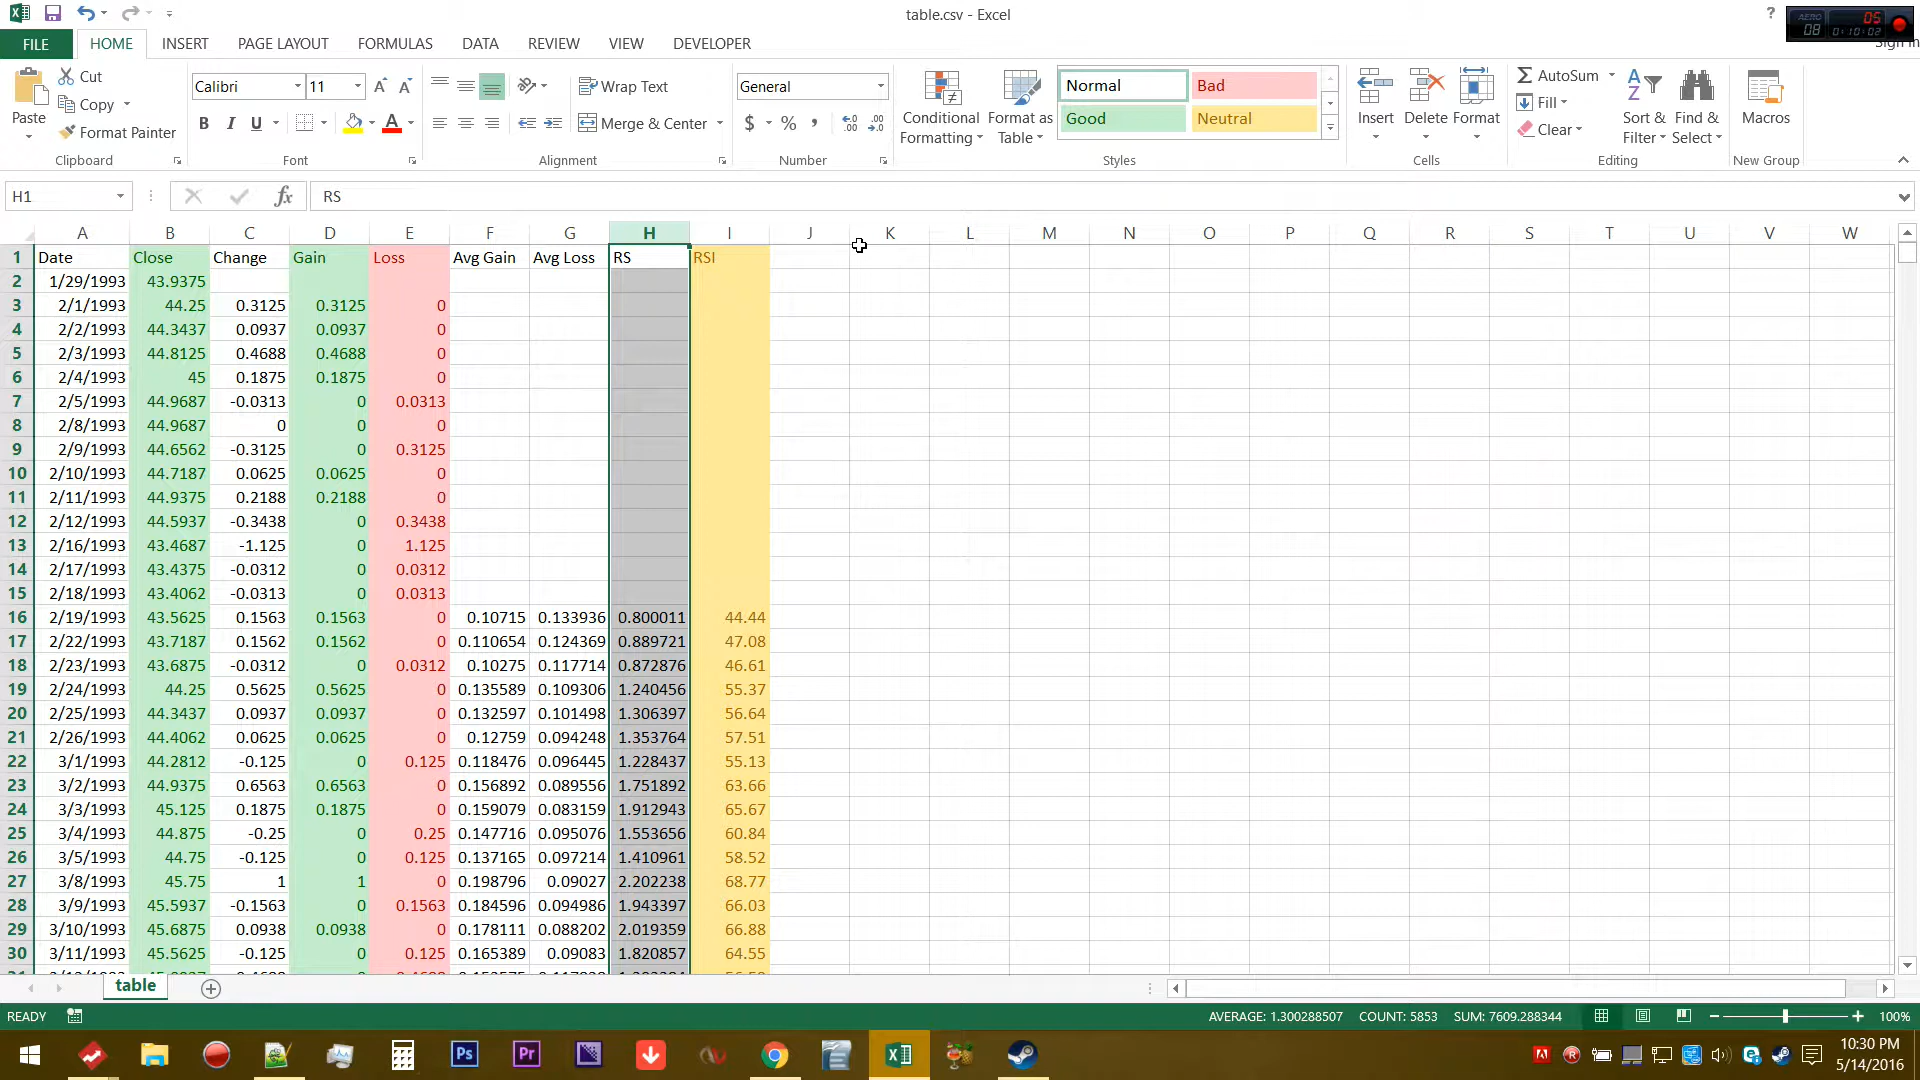 table.csv - Excel
?
AERO
08
05
0:10:02
FILE HOME INSERT PAGE LAYOUT FORMULAS DATA REVIEW VIEW DEVELOPER Sign in
Paste
Cut
Copy
Format Painter
Clipboard
Calibri 11
B I U
Font
Wrap Text
Merge & Center
Alignment
General
$ % ,
Number
Conditional Formatting
Format as Table
Normal Bad
Good Neutral
Styles
Insert Delete Format
Cells
AutoSum
Fill
Clear
Sort & Filter
Find & Select
Editing
Macros
New Group
H1 fx RS
A B C D E F G H I J K L M N O P Q R S T U V W
1 Date Close Change Gain Loss Avg Gain Avg Loss RS RSI
2 1/29/1993 43.9375
3 2/1/1993 44.25 0.3125 0.3125 0
4 2/2/1993 44.3437 0.0937 0.0937 0
5 2/3/1993 44.8125 0.4688 0.4688 0
6 2/4/1993 45 0.1875 0.1875 0
7 2/5/1993 44.9687 -0.0313 0 0.0313
8 2/8/1993 44.9687 0 0 0
9 2/9/1993 44.6562 -0.3125 0 0.3125
10 2/10/1993 44.7187 0.0625 0.0625 0
11 2/11/1993 44.9375 0.2188 0.2188 0
12 2/12/1993 44.5937 -0.3438 0 0.3438
13 2/16/1993 43.4687 -1.125 0 1.125
14 2/17/1993 43.4375 -0.0312 0 0.0312
15 2/18/1993 43.4062 -0.0313 0 0.0313
16 2/19/1993 43.5625 0.1563 0.1563 0 0.10715 0.133936 0.800011 44.44
17 2/22/1993 43.7187 0.1562 0.1562 0 0.110654 0.124369 0.889721 47.08
18 2/23/1993 43.6875 -0.0312 0 0.0312 0.10275 0.117714 0.872876 46.61
19 2/24/1993 44.25 0.5625 0.5625 0 0.135589 0.109306 1.240456 55.37
20 2/25/1993 44.3437 0.0937 0.0937 0 0.132597 0.101498 1.306397 56.64
21 2/26/1993 44.4062 0.0625 0.0625 0 0.12759 0.094248 1.353764 57.51
22 3/1/1993 44.2812 -0.125 0 0.125 0.118476 0.096445 1.228437 55.13
23 3/2/1993 44.9375 0.6563 0.6563 0 0.156892 0.089556 1.751892 63.66
24 3/3/1993 45.125 0.1875 0.1875 0 0.159079 0.083159 1.912943 65.67
25 3/4/1993 44.875 -0.25 0 0.25 0.147716 0.095076 1.553656 60.84
26 3/5/1993 44.75 -0.125 0 0.125 0.137165 0.097214 1.410961 58.52
27 3/8/1993 45.75 1 1 0 0.198796 0.09027 2.202238 68.77
28 3/9/1993 45.5937 -0.1563 0 0.1563 0.184596 0.094986 1.943397 66.03
29 3/10/1993 45.6875 0.0938 0.0938 0 0.178111 0.088202 2.019359 66.88
30 3/11/1993 45.5625 -0.125 0 0.125 0.165389 0.09083 1.820857 64.55
table
READY AVERAGE: 1.300288507 COUNT: 5853 SUM: 7609.288344 100%
Ps Pr
10:30 PM
5/14/2016